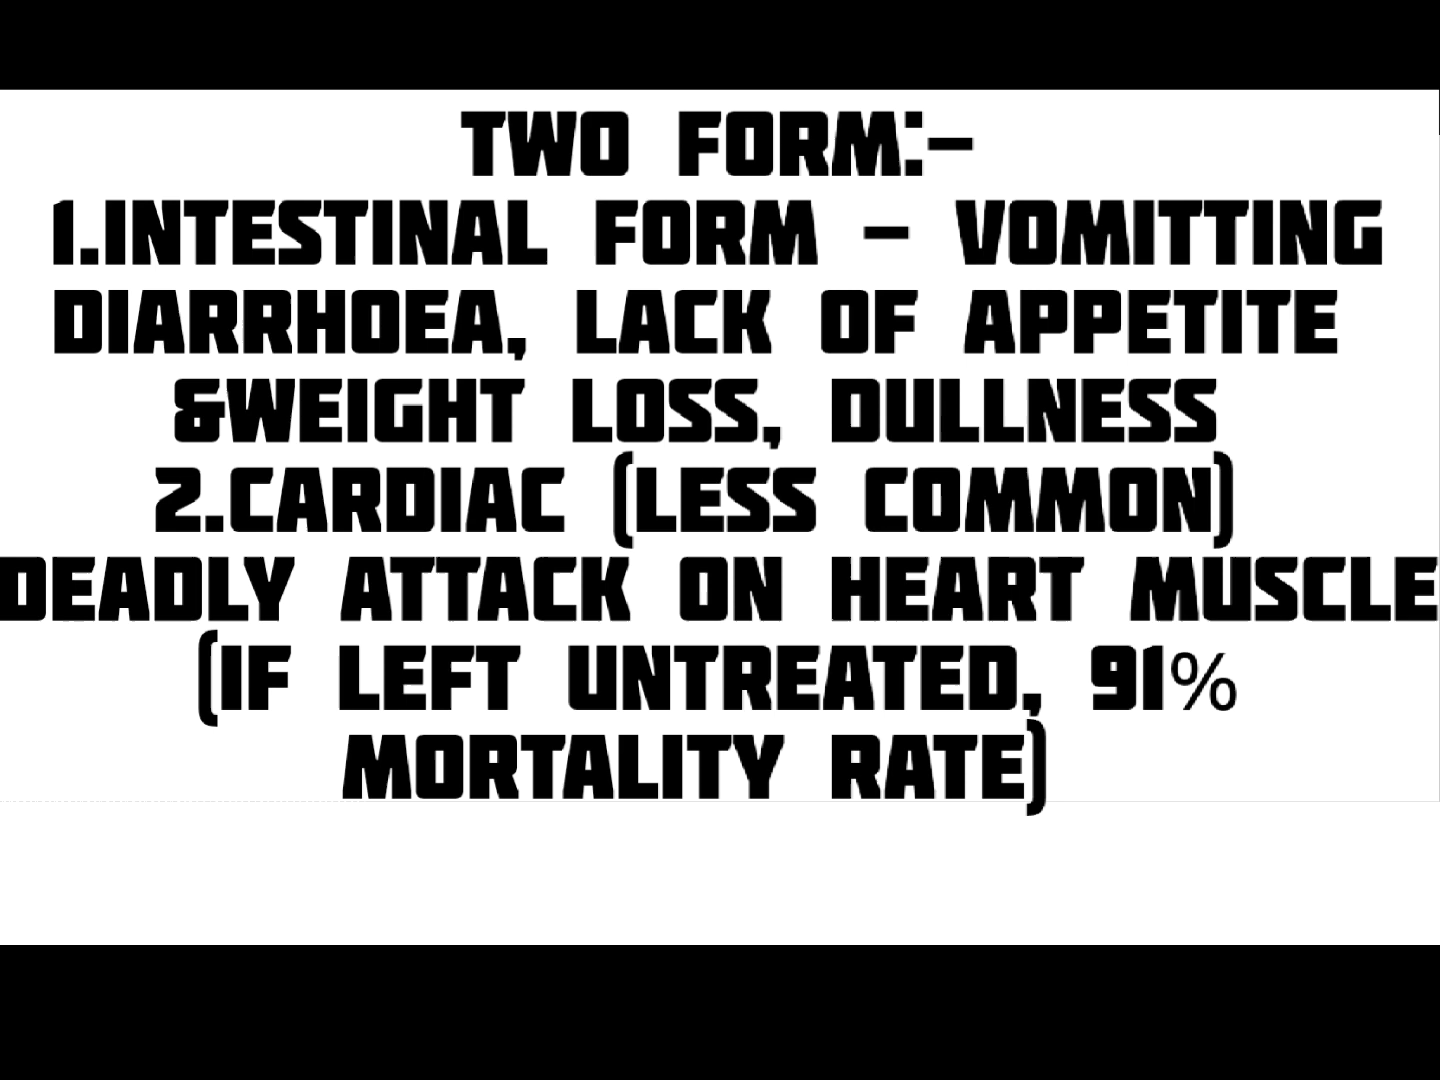 TWO FORM:-
1.INTESTINAL FORM - VOMITTING
DIARRHOEA, LACK OF APPETITE
&WEIGHT LOSS, DULLNESS
2.CARDIAC (LESS COMMON)
DEADLY ATTACK ON HEART MUSCLE
(IF LEFT UNTREATED, 91%
MORTALITY RATE)